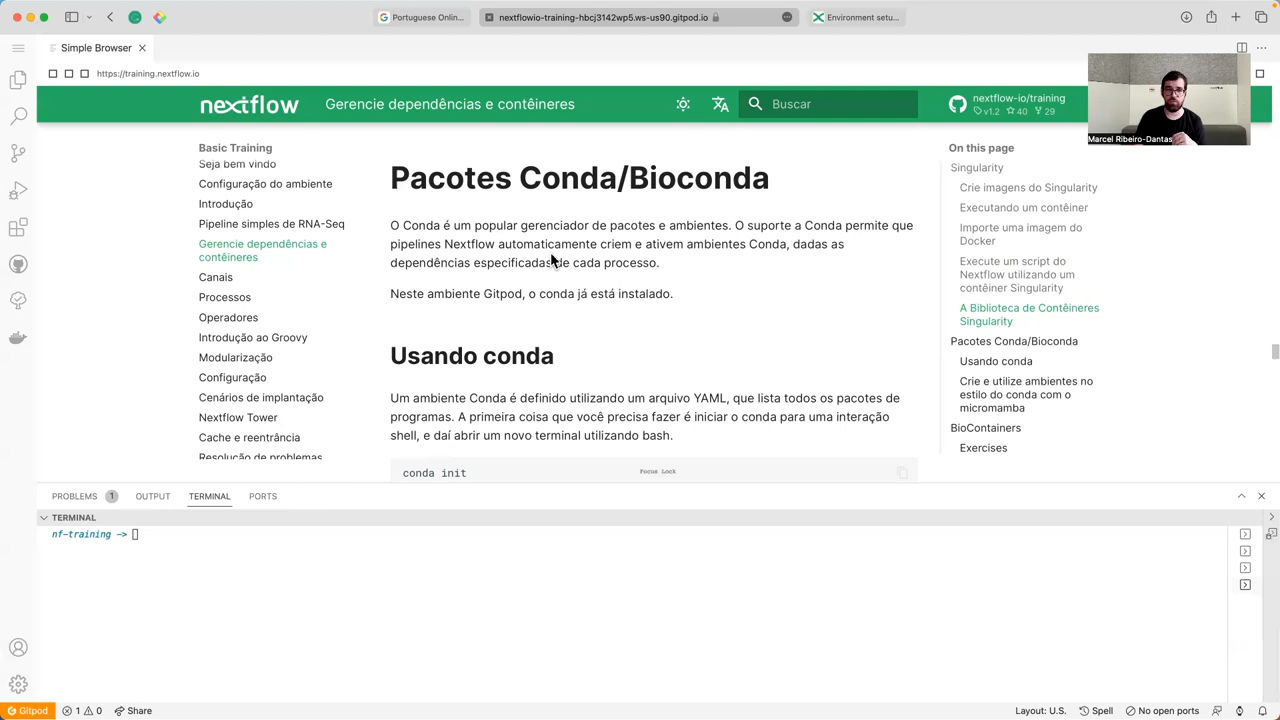 Portuguese Onlin...
nextflowio-training-hbcj3142wp5.ws-us90.gitpod.io
Environment setu...
Simple Browser
https://training.nextflow.io
nextflow
Gerencie dependências e contêineres
Buscar
nextflow-io/training
v1.2 40 29
Marcel Ribeiro-Dantas
Basic Training
Seja bem vindo
Configuração do ambiente
Introdução
Pipeline simples de RNA-Seq
Gerencie dependências e
contêineres
Canais
Processos
Operadores
Introdução ao Groovy
Modularização
Configuração
Cenários de implantação
Nextflow Tower
Cache e reentrância
Resolução de problemas
Pacotes Conda/Bioconda
O Conda é um popular gerenciador de pacotes e ambientes. O suporte a Conda permite que
pipelines Nextflow automaticamente criem e ativem ambientes Conda, dadas as
dependências especificadas de cada processo.
Neste ambiente Gitpod, o conda já está instalado.
Usando conda
Um ambiente Conda é definido utilizando um arquivo YAML, que lista todos os pacotes de
programas. A primeira coisa que você precisa fazer é iniciar o conda para uma interação
shell, e daí abrir um novo terminal utilizando bash.
conda init
Focus Lock
On this page
Singularity
Crie imagens do Singularity
Executando um contêiner
Importe uma imagem do
Docker
Execute um script do
Nextflow utilizando um
contêiner Singularity
A Biblioteca de Contêineres
Singularity
Pacotes Conda/Bioconda
Usando conda
Crie e utilize ambientes no
estilo do conda com o
micromamba
BioContainers
Exercises
PROBLEMS 1 OUTPUT TERMINAL PORTS
TERMINAL
nf-training ->
Gitpod 1 0 Share
Layout: U.S. Spell No open ports